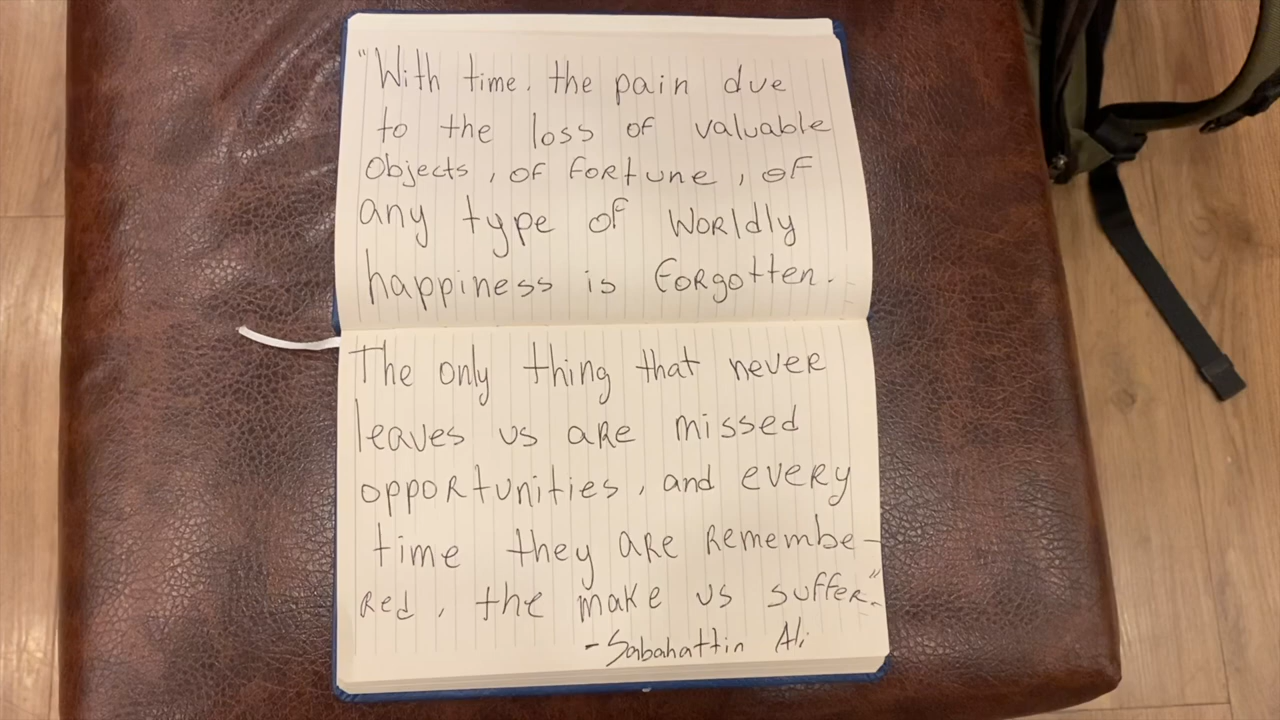 "With time, the pain due
to the loss of valuable
Objects, of fortune, of
any type of worldly
happiness is forgotten.
The only thing that never
leaves us are missed
opportunities, and every
time they are remembe-
red, the make us suffer."
-Sabahattin Ali